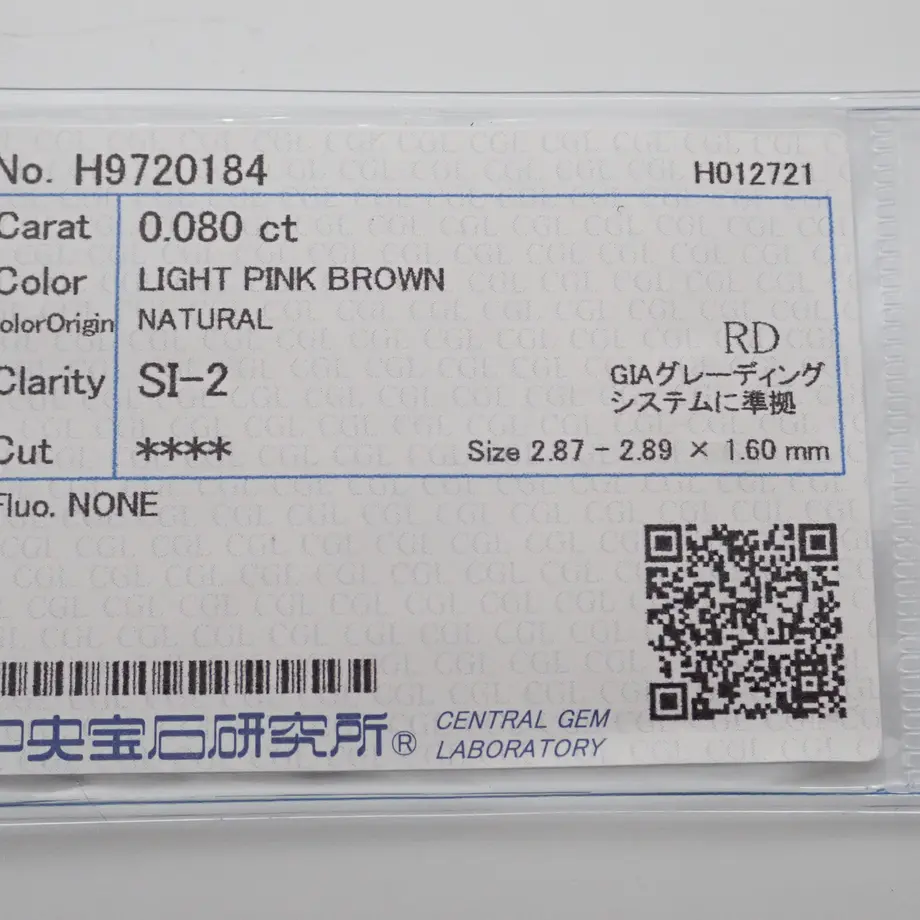 No. H9720184 H012721
Carat 0.080 ct
Color LIGHT PINK BROWN
olorOrigin NATURAL
RD
Clarity SI-2
GIAグレーディング
システムに準拠
Cut ****
Size 2.87 - 2.89 × 1.60 mm
Fluo. NONE
中央宝石研究所® CENTRAL GEM
LABORATORY